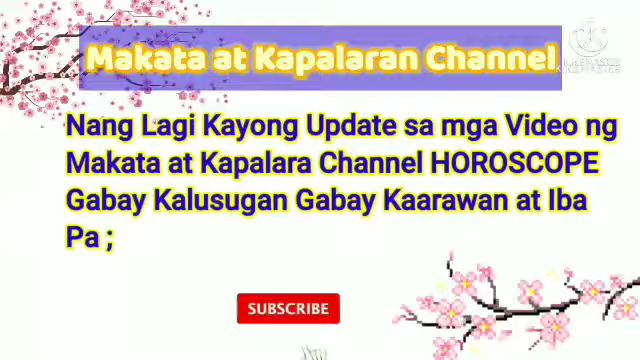 Makata at Kapalaran Channel
Nang Lagi Kayong Update sa mga Video ng
Makata at Kapalara Channel HOROSCOPE
Gabay Kalusugan Gabay Kaarawan at Iba
Pa ;
SUBSCRIBE